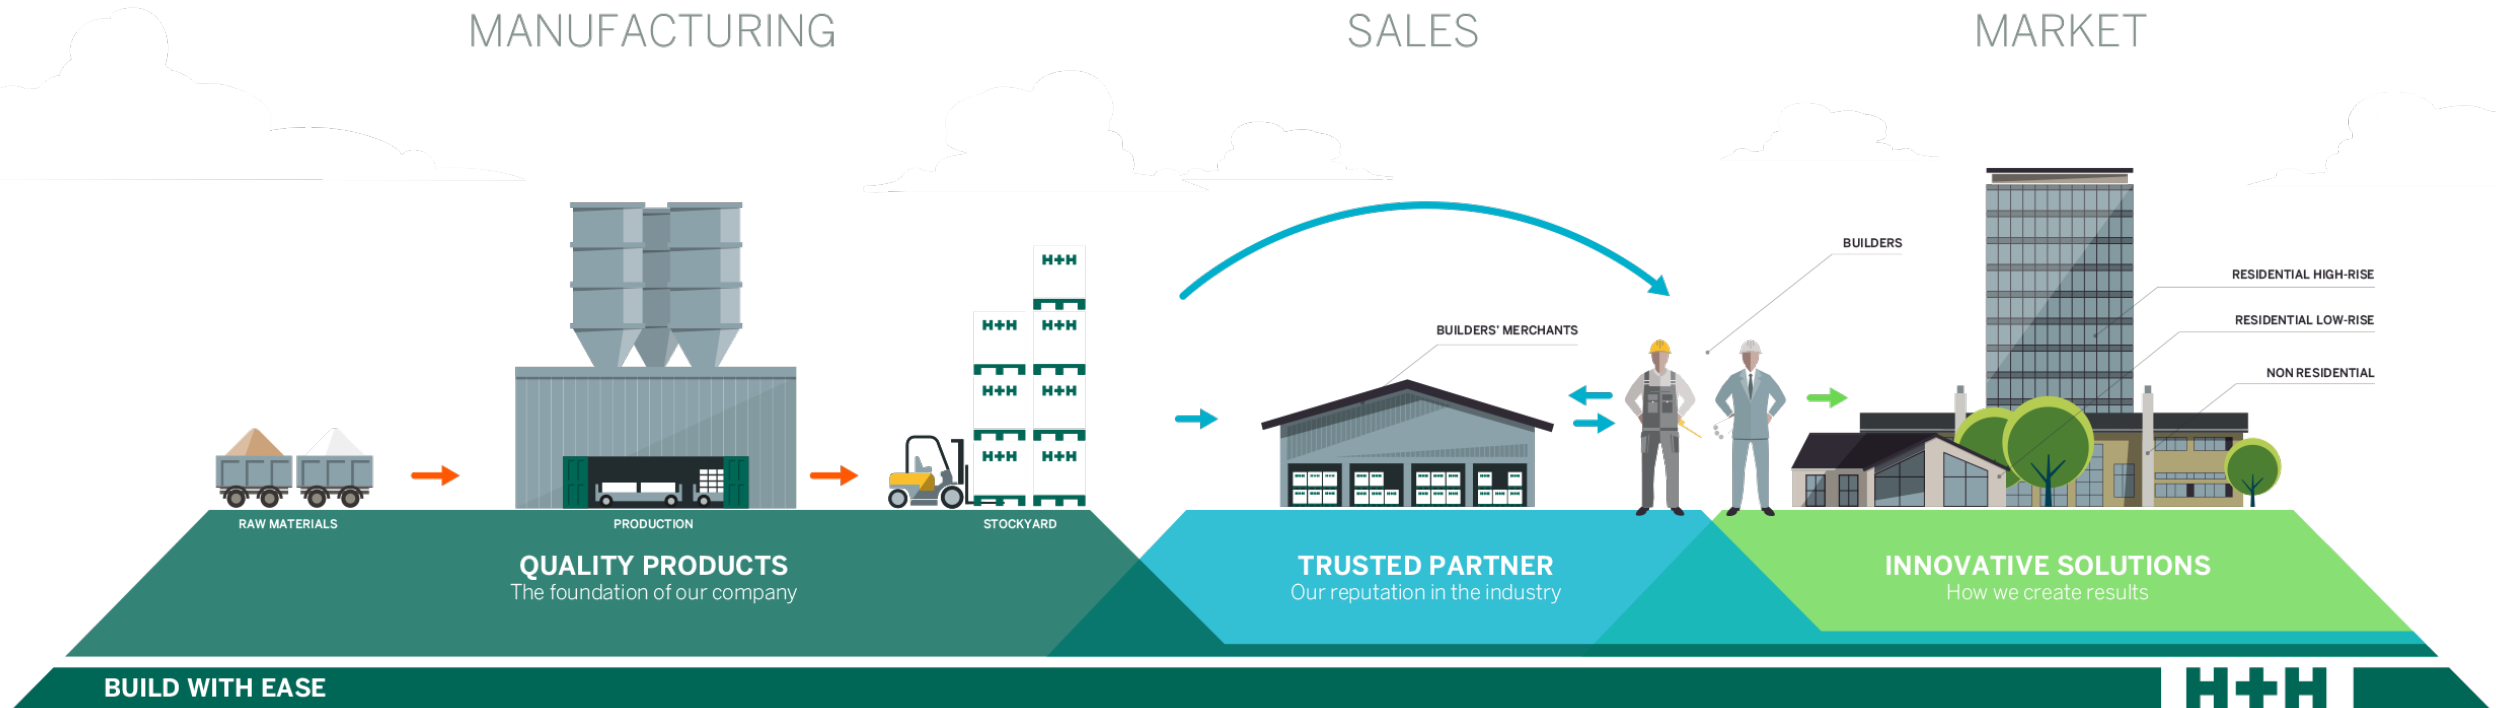 MANUFACTURING
SALES
MARKET
BUILDERS
RESIDENTIAL HIGH-RISE
RESIDENTIAL LOW-RISE
NON RESIDENTIAL
BUILDERS' MERCHANTS
H+H
H+H
H+H
H+H
H+H
H+H
H+H
RAW MATERIALS
PRODUCTION
STOCKYARD
QUALITY PRODUCTS
The foundation of our company
TRUSTED PARTNER
Our reputation in the industry
INNOVATIVE SOLUTIONS
How we create results
BUILD WITH EASE
H+H